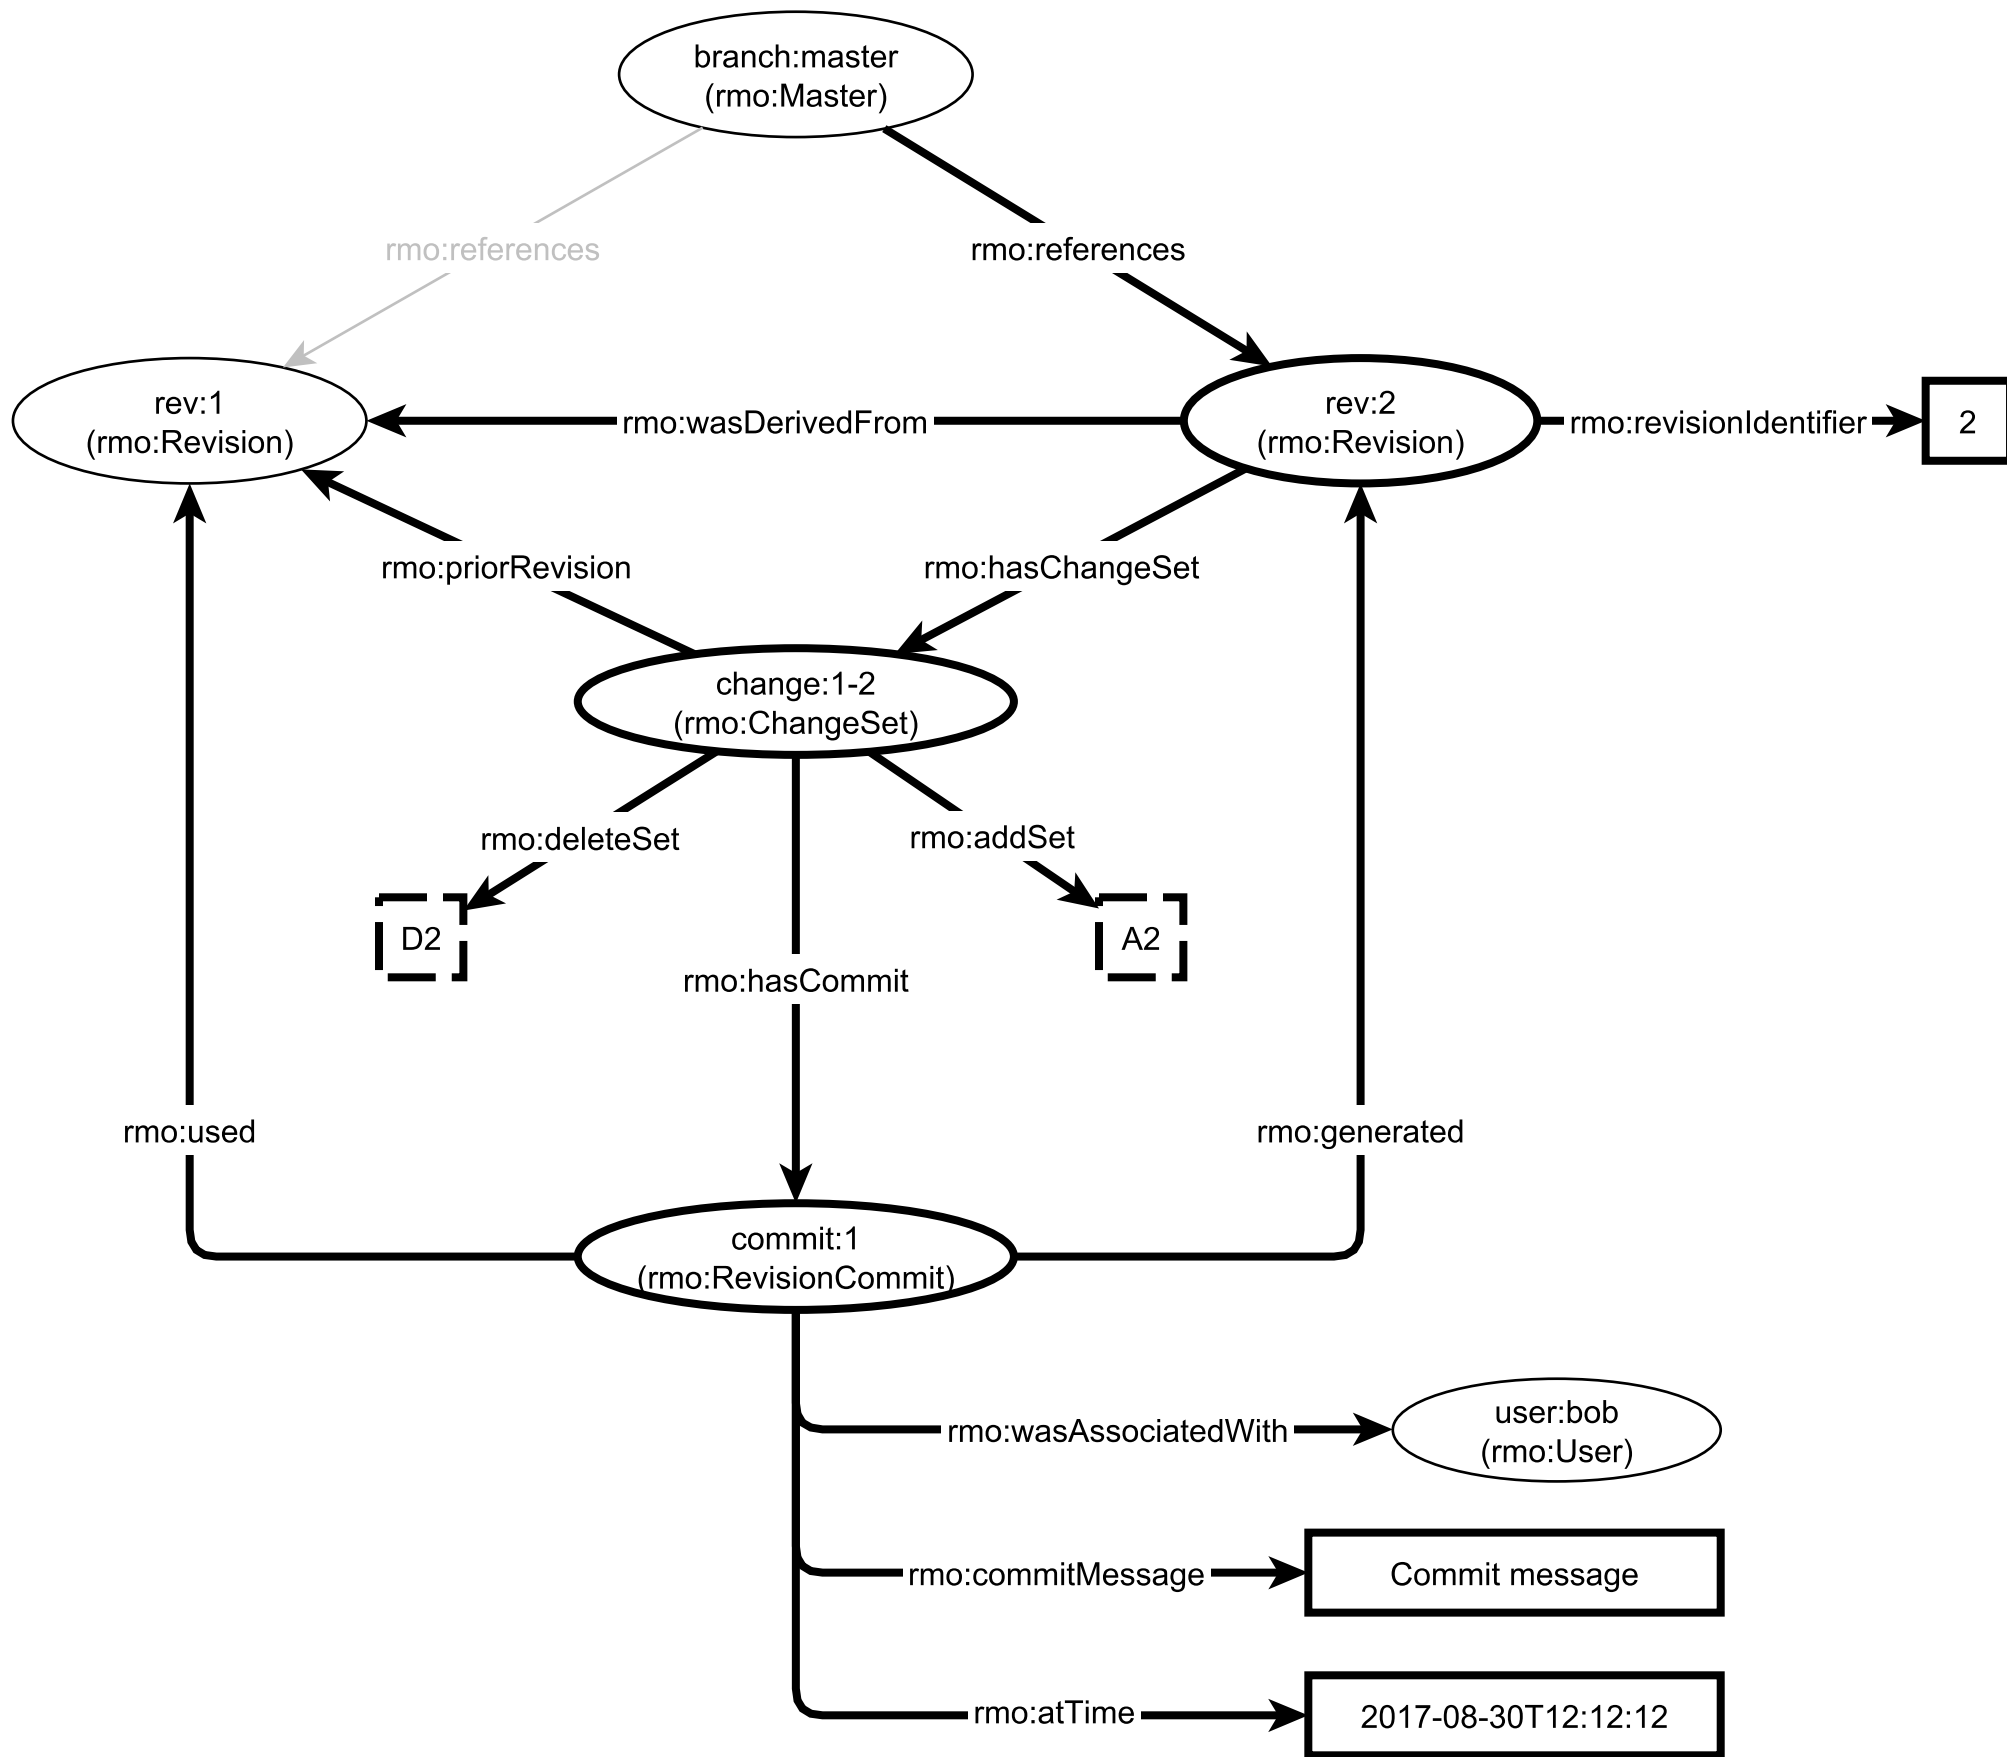 branch:master
(rmo:Master)
rmo:references
rmo:references
rev:1
(rmo:Revision)
rmo:wasDerivedFrom
rev:2
(rmo:Revision)
rmo:revisionIdentifier
2
rmo:priorRevision
rmo:hasChangeSet
change:1-2
(rmo:ChangeSet)
rmo:deleteSet
rmo:addSet
D2
A2
rmo:hasCommit
rmo:used
rmo:generated
commit:1
(rmo:RevisionCommit)
rmo:wasAssociatedWith
user:bob
(rmo:User)
rmo:commitMessage
Commit message
rmo:atTime
2017-08-30T12:12:12